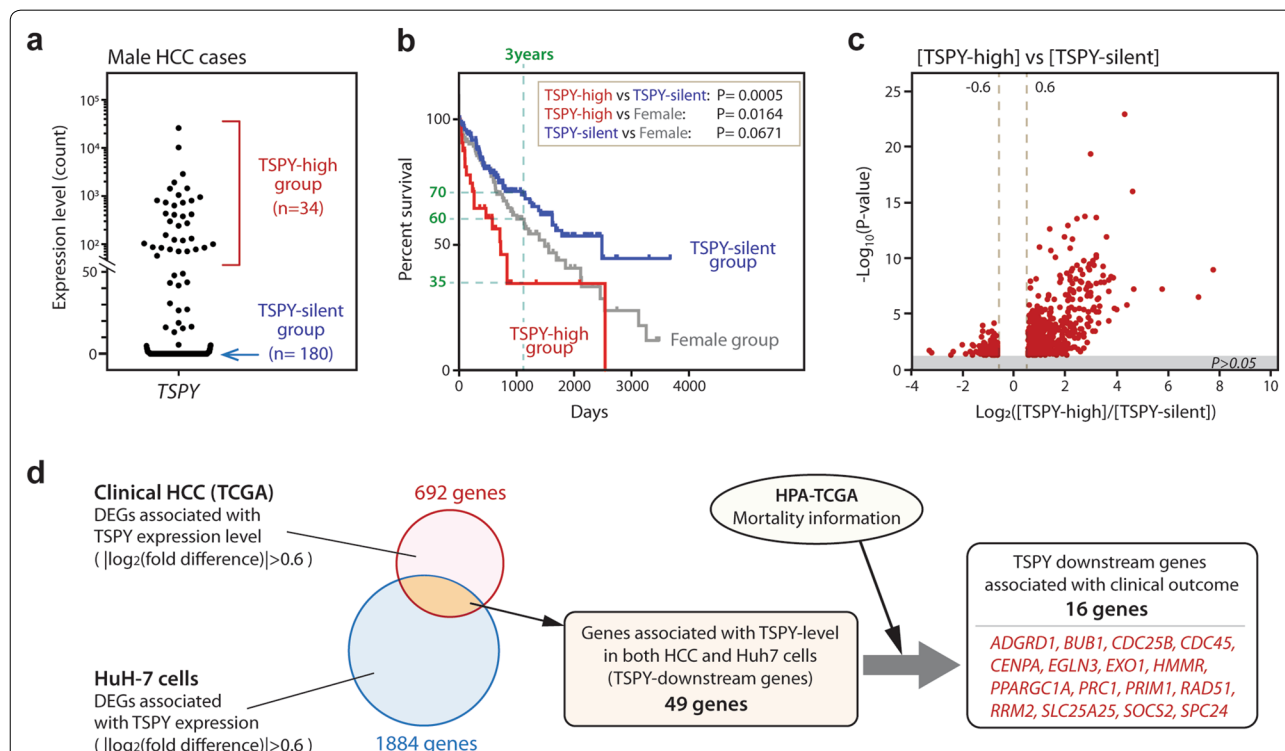 a
Male HCC cases
Expression level (count)
10⁵
10⁴
10³
10²
50
0
TSPY-high
group
(n=34)
TSPY-silent
group
(n= 180)
TSPY
b
3years
TSPY-high vs TSPY-silent: P= 0.0005
TSPY-high vs Female: P= 0.0164
TSPY-silent vs Female: P= 0.0671
Percent survival
100
70
60
50
35
0
TSPY-silent
group
TSPY-high
group
Female group
0 1000 2000 3000 4000
Days
c
[TSPY-high] vs [TSPY-silent]
-0.6 0.6
-Log₁₀(P-value)
25
20
15
10
5
0
P>0.05
-4 -2 0 2 4 6 8 10
Log₂([TSPY-high]/[TSPY-silent])
d
Clinical HCC (TCGA)
DEGs associated with
TSPY expression level
( |log₂(fold difference)|>0.6 )
692 genes
HuH-7 cells
DEGs associated
with TSPY expression
( |log₂(fold difference)|>0.6 )
1884 genes
Genes associated with TSPY-level
in both HCC and Huh7 cells
(TSPY-downstream genes)
49 genes
HPA-TCGA
Mortality information
TSPY downstream genes
associated with clinical outcome
16 genes
ADGRD1, BUB1, CDC25B, CDC45,
CENPA, EGLN3, EXO1, HMMR,
PPARGC1A, PRC1, PRIM1, RAD51,
RRM2, SLC25A25, SOCS2, SPC24